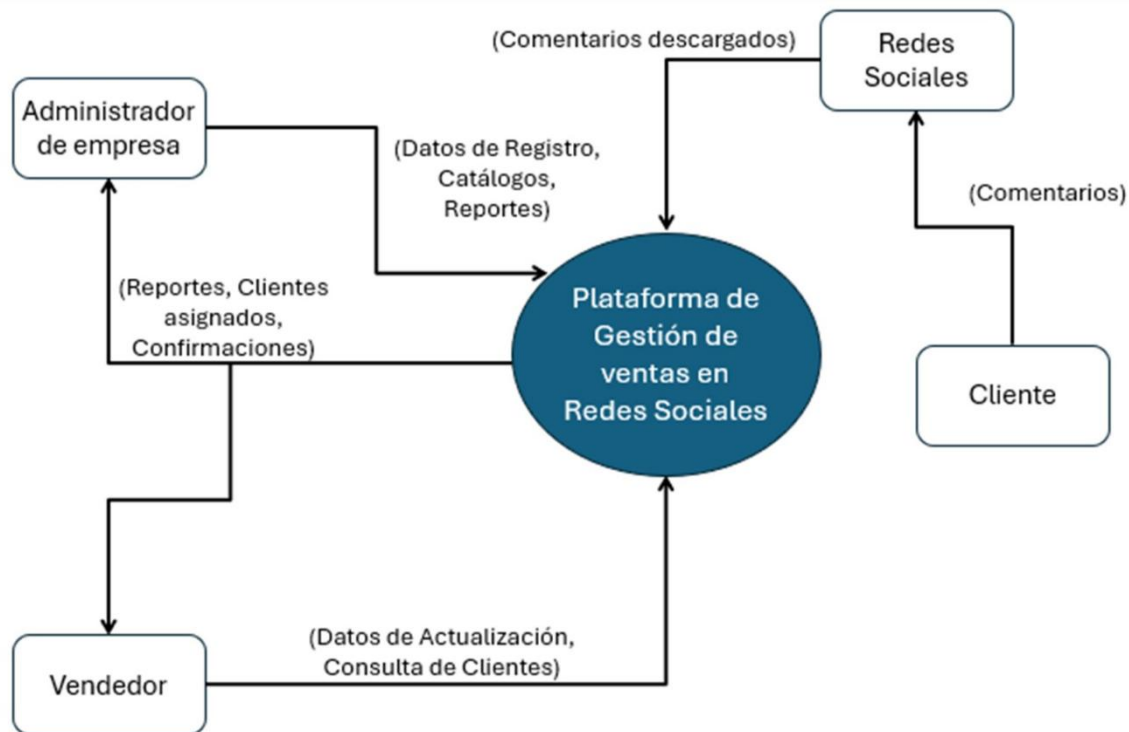 (Comentarios descargados)
Redes
Sociales
Administrador
de empresa
(Datos de Registro,
Catálogos,
Reportes)
(Comentarios)
(Reportes, Clientes
asignados,
Confirmaciones)
Plataforma de
Gestión de
ventas en
Redes Sociales
Cliente
(Datos de Actualización,
Consulta de Clientes)
Vendedor